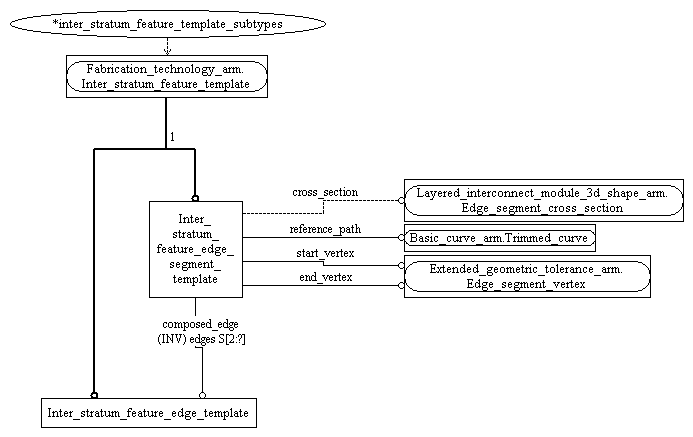 *inter_stratum_feature_template_subtypes
Fabrication_technology_arm.
Inter_stratum_feature_template
1
cross_section
Layered_interconnect_module_3d_shape_arm.
Edge_segment_cross_section
Inter_
stratum_
feature_edge_
segment_
template
reference_path
Basic_curve_arm.Trimmed_curve
start_vertex
Extended_geometric_tolerance_arm.
Edge_segment_vertex
end_vertex
composed_edge
(INV) edges S[2:?]
Inter_stratum_feature_edge_template